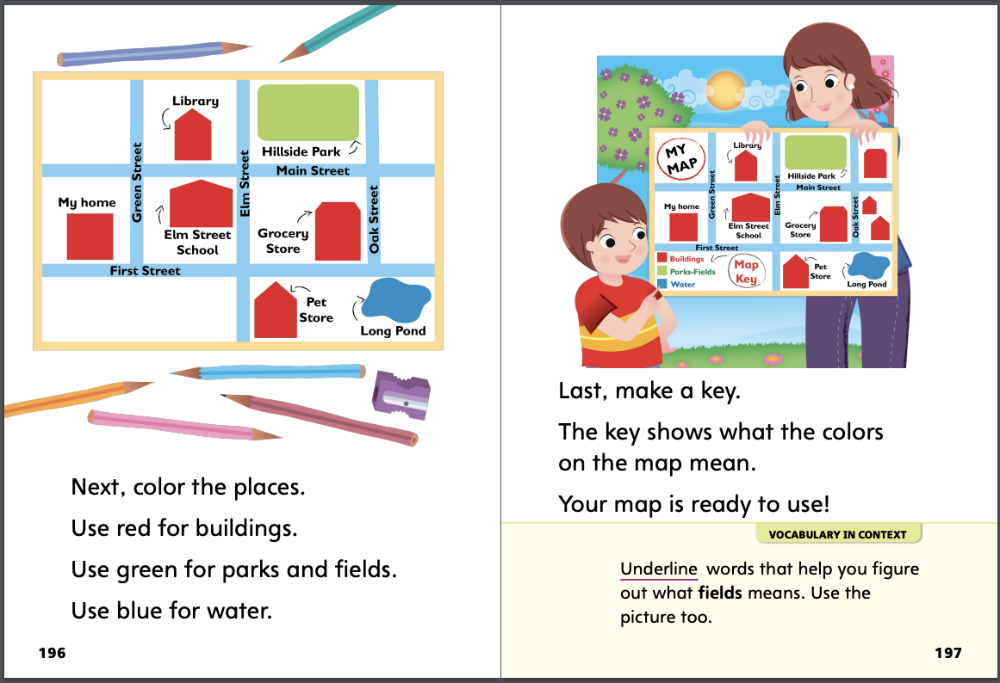 Library
Hillside Park
Main Street
Green Street
Elm Street
My home
Elm Street
School
Grocery
Store
Oak Street
First Street
Pet
Store
Long Pond
Next, color the places.
Use red for buildings.
Use green for parks and fields.
Use blue for water.
196
MY
MAP
Library
Hillside Park
Main Street
Green Street
Elm Street
My home
Elm Street
School
Grocery
Store
Oak Street
First Street
Buildings
Parks-Fields
Water
Map
Key
Pet
Store
Long Pond
Last, make a key.
The key shows what the colors
on the map mean.
Your map is ready to use!
VOCABULARY IN CONTEXT
Underline words that help you figure
out what fields means. Use the
picture too.
197